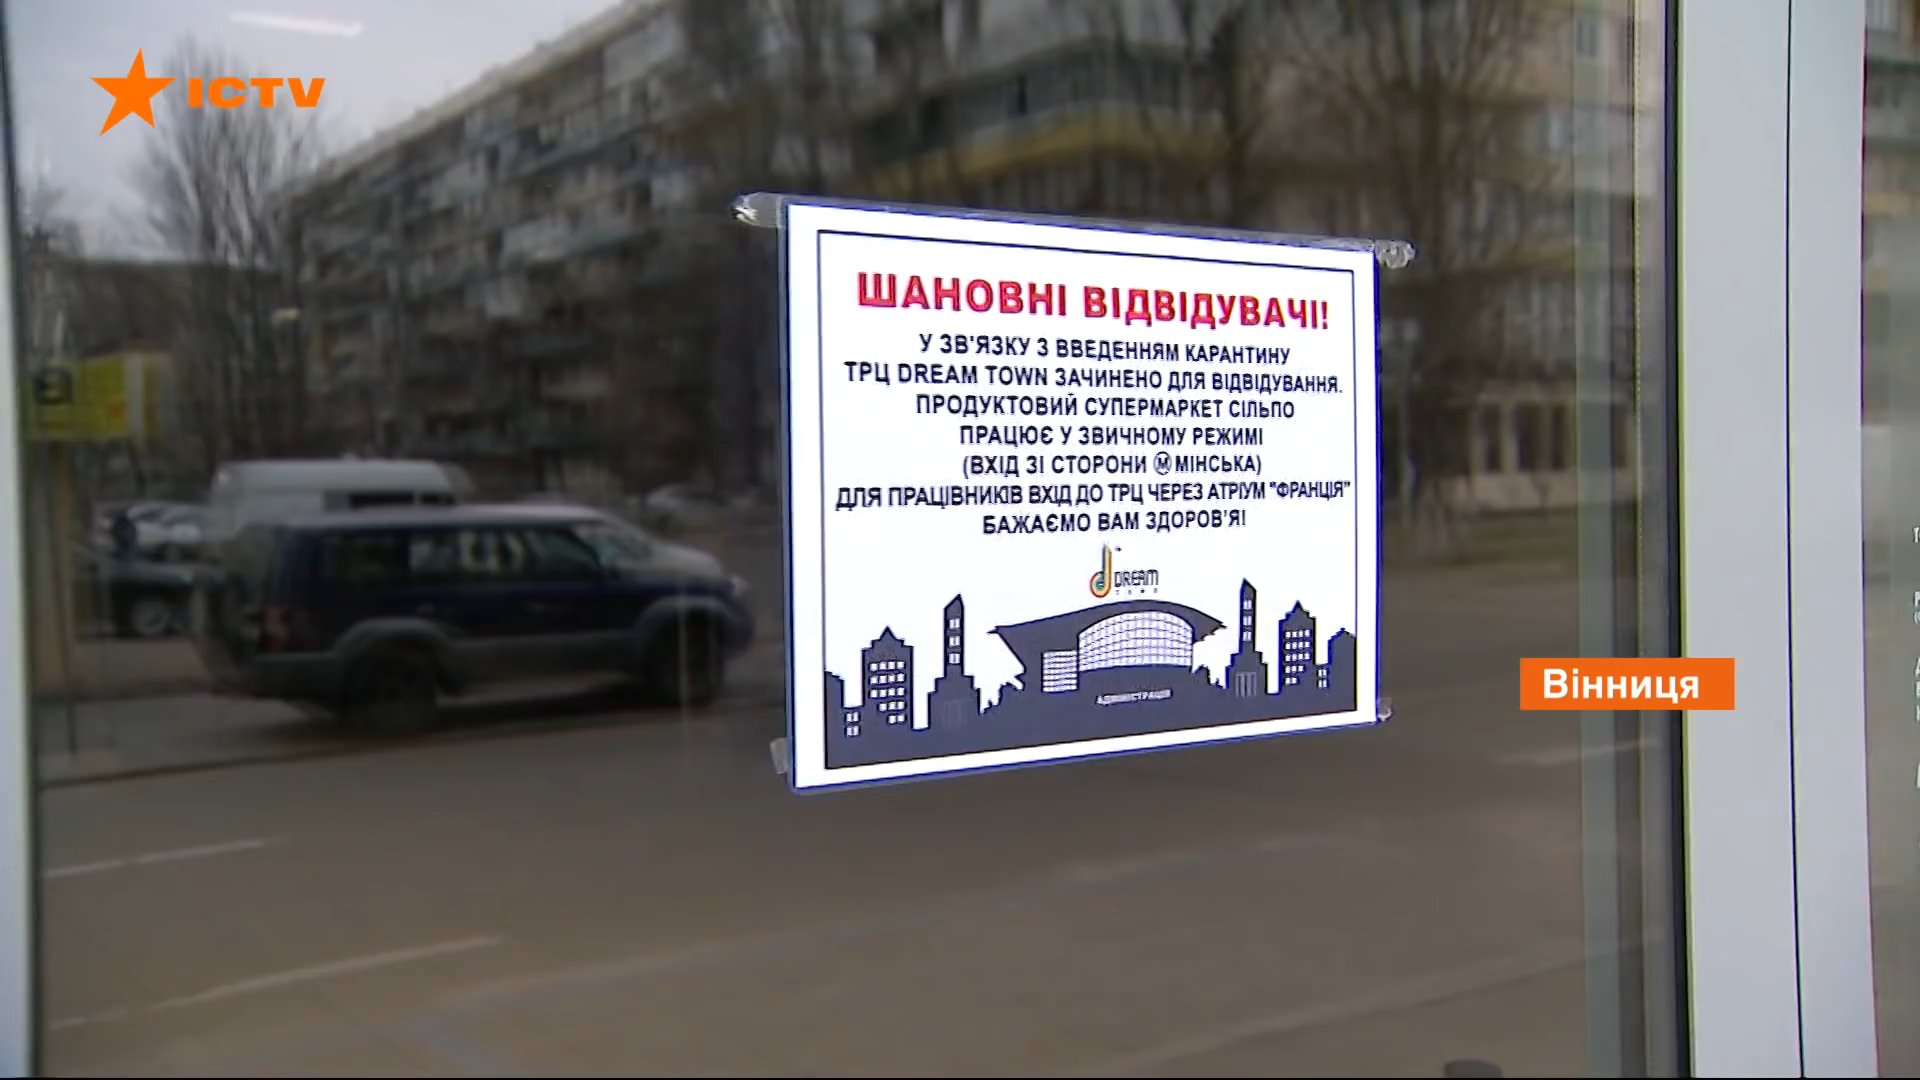 ICTV
ШАНОВНІ ВІДВІДУВАЧІ!
У ЗВ'ЯЗКУ З ВВЕДЕННЯМ КАРАНТИНУ
ТРЦ DREAM TOWN ЗАЧИНЕНО ДЛЯ ВІДВІДУВАННЯ.
ПРОДУКТОВИЙ СУПЕРМАРКЕТ СІЛЬПО
ПРАЦЮЄ У ЗВИЧНОМУ РЕЖИМІ
(ВХІД ЗІ СТОРОНИ Ⓜ МІНСЬКА)
ДЛЯ ПРАЦІВНИКІВ ВХІД ДО ТРЦ ЧЕРЕЗ АТРІУМ "ФРАНЦІЯ"
БАЖАЄМО ВАМ ЗДОРОВ'Я!
DREAM
TOWN
АДМІНІСТРАЦІЯ
Вінниця